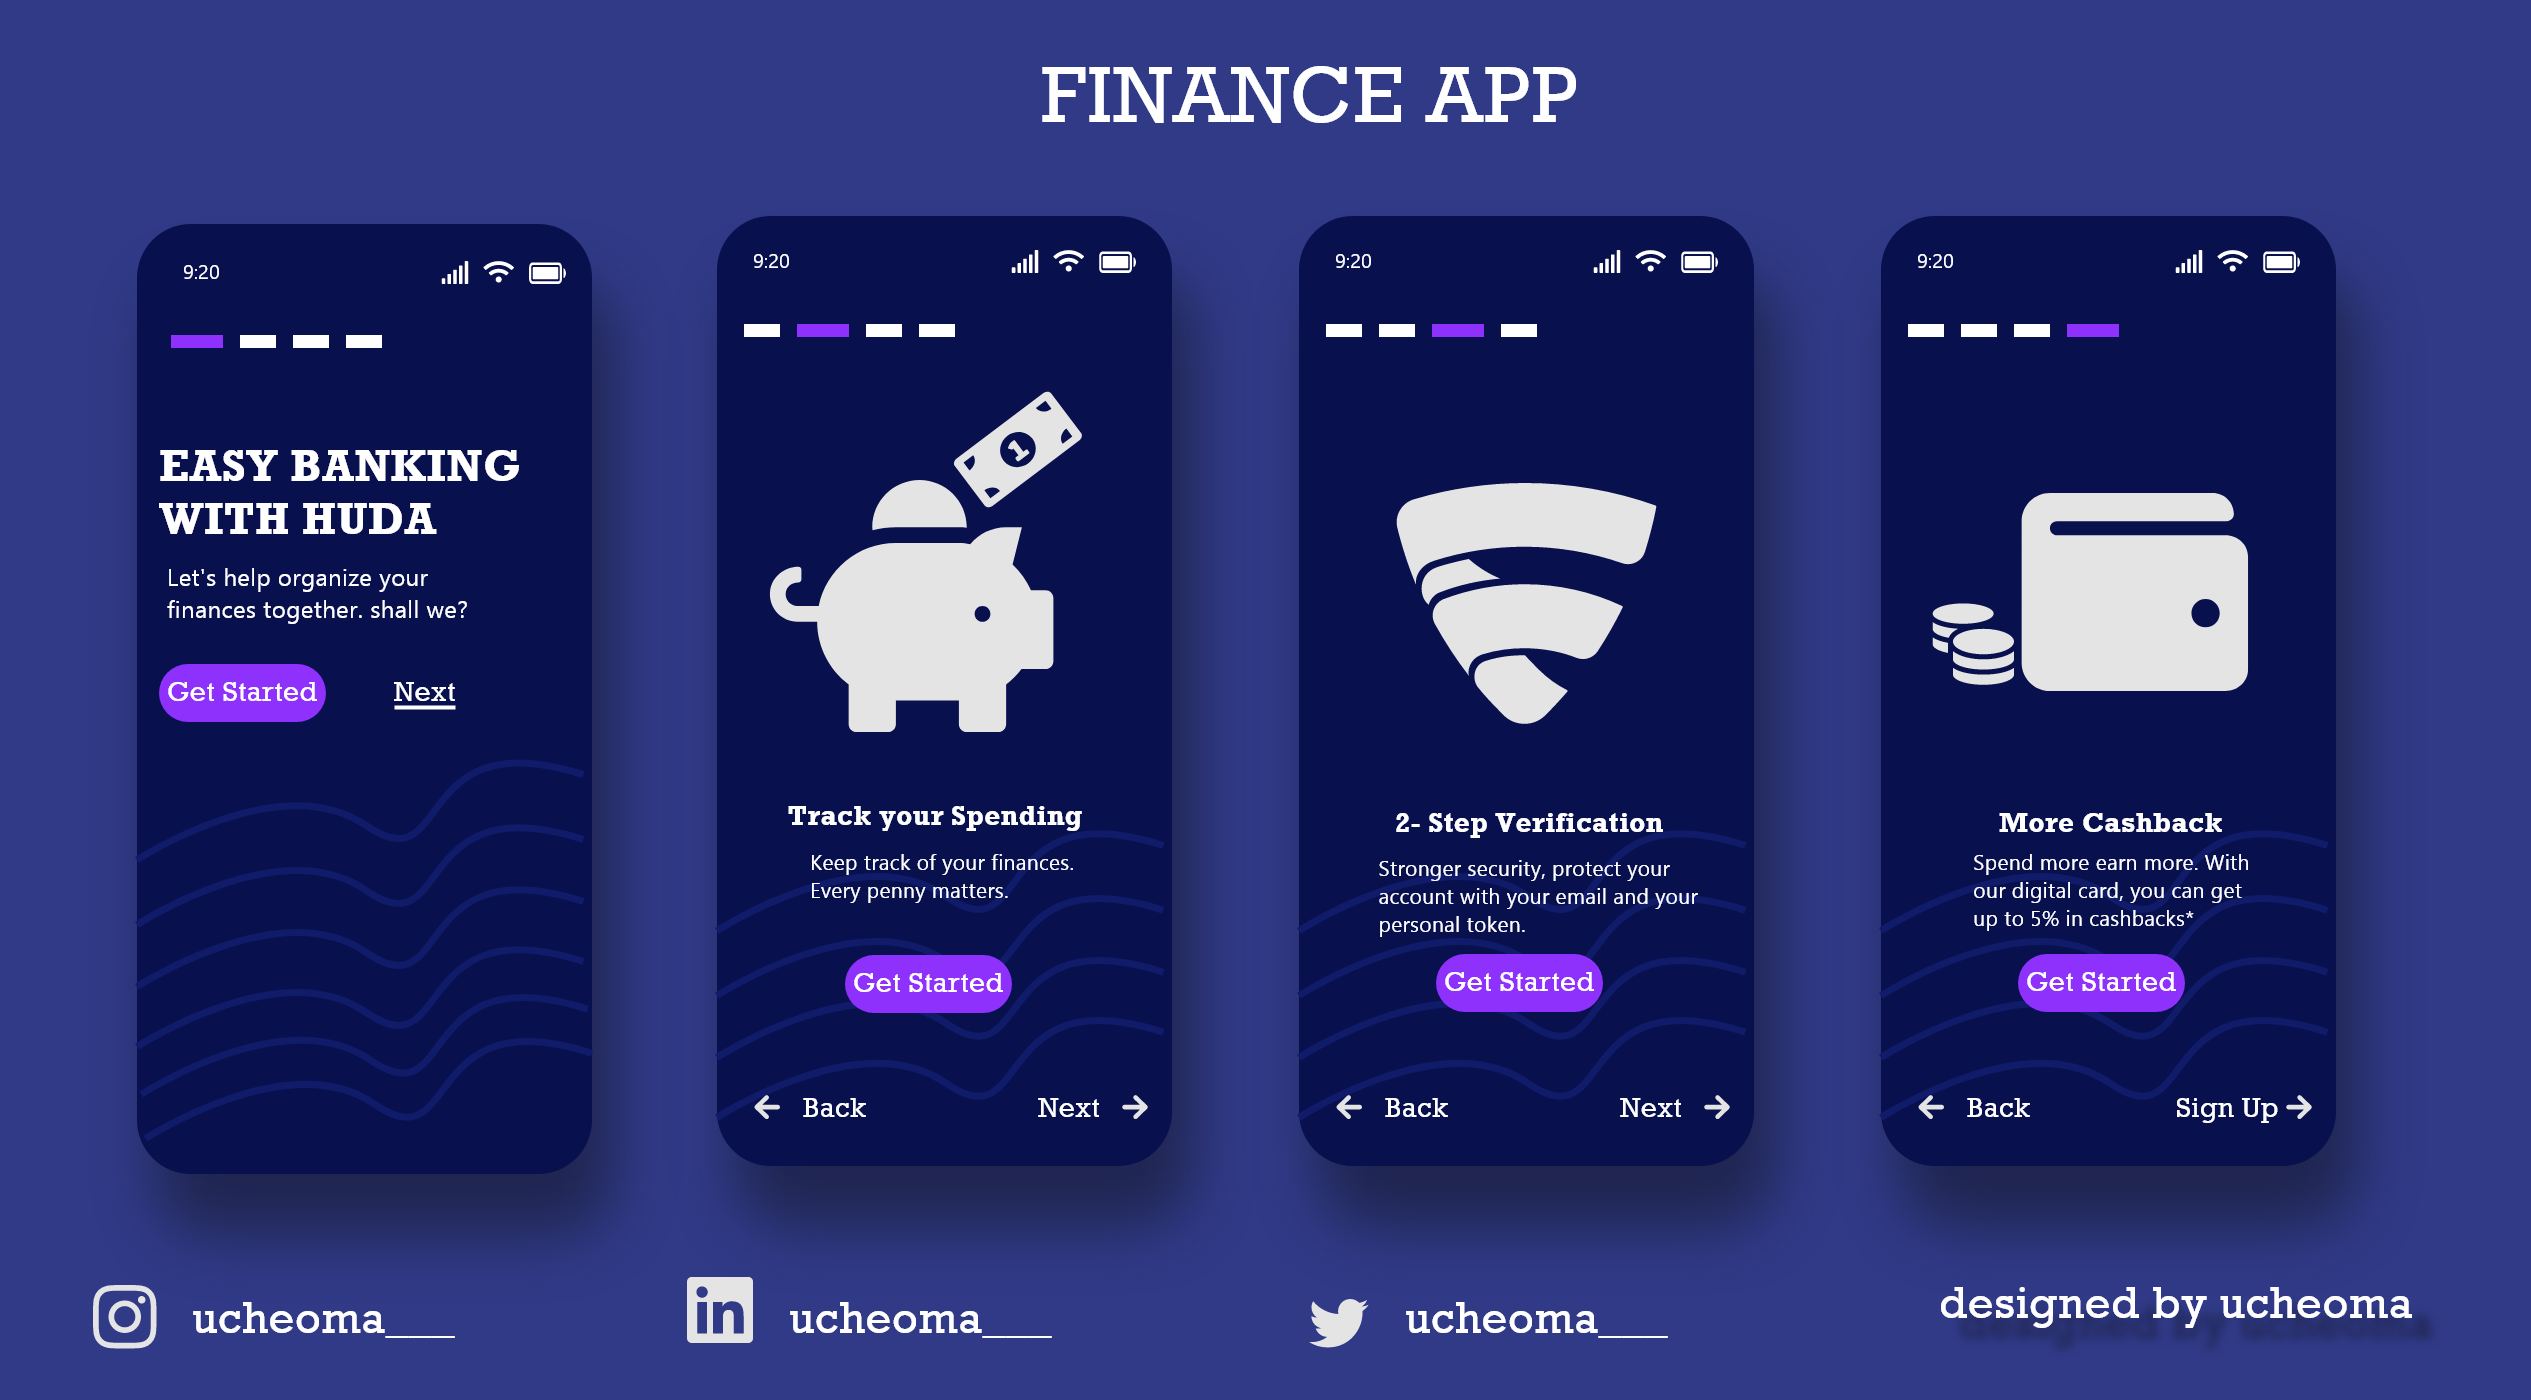 FINANCE APP
9:20
EASY BANKING
WITH HUDA
Let's help organize your
finances together. shall we?
Get Started
Next
9:20
1
Track your Spending
Keep track of your finances.
Every penny matters.
Get Started
Back
Next
9:20
2- Step Verification
Stronger security, protect your
account with your email and your
personal token.
Get Started
Back
Next
9:20
More Cashback
Spend more earn more. With
our digital card, you can get
up to 5% in cashbacks*
Get Started
Back
Sign Up
ucheoma___
in
ucheoma___
ucheoma___
designed by ucheoma